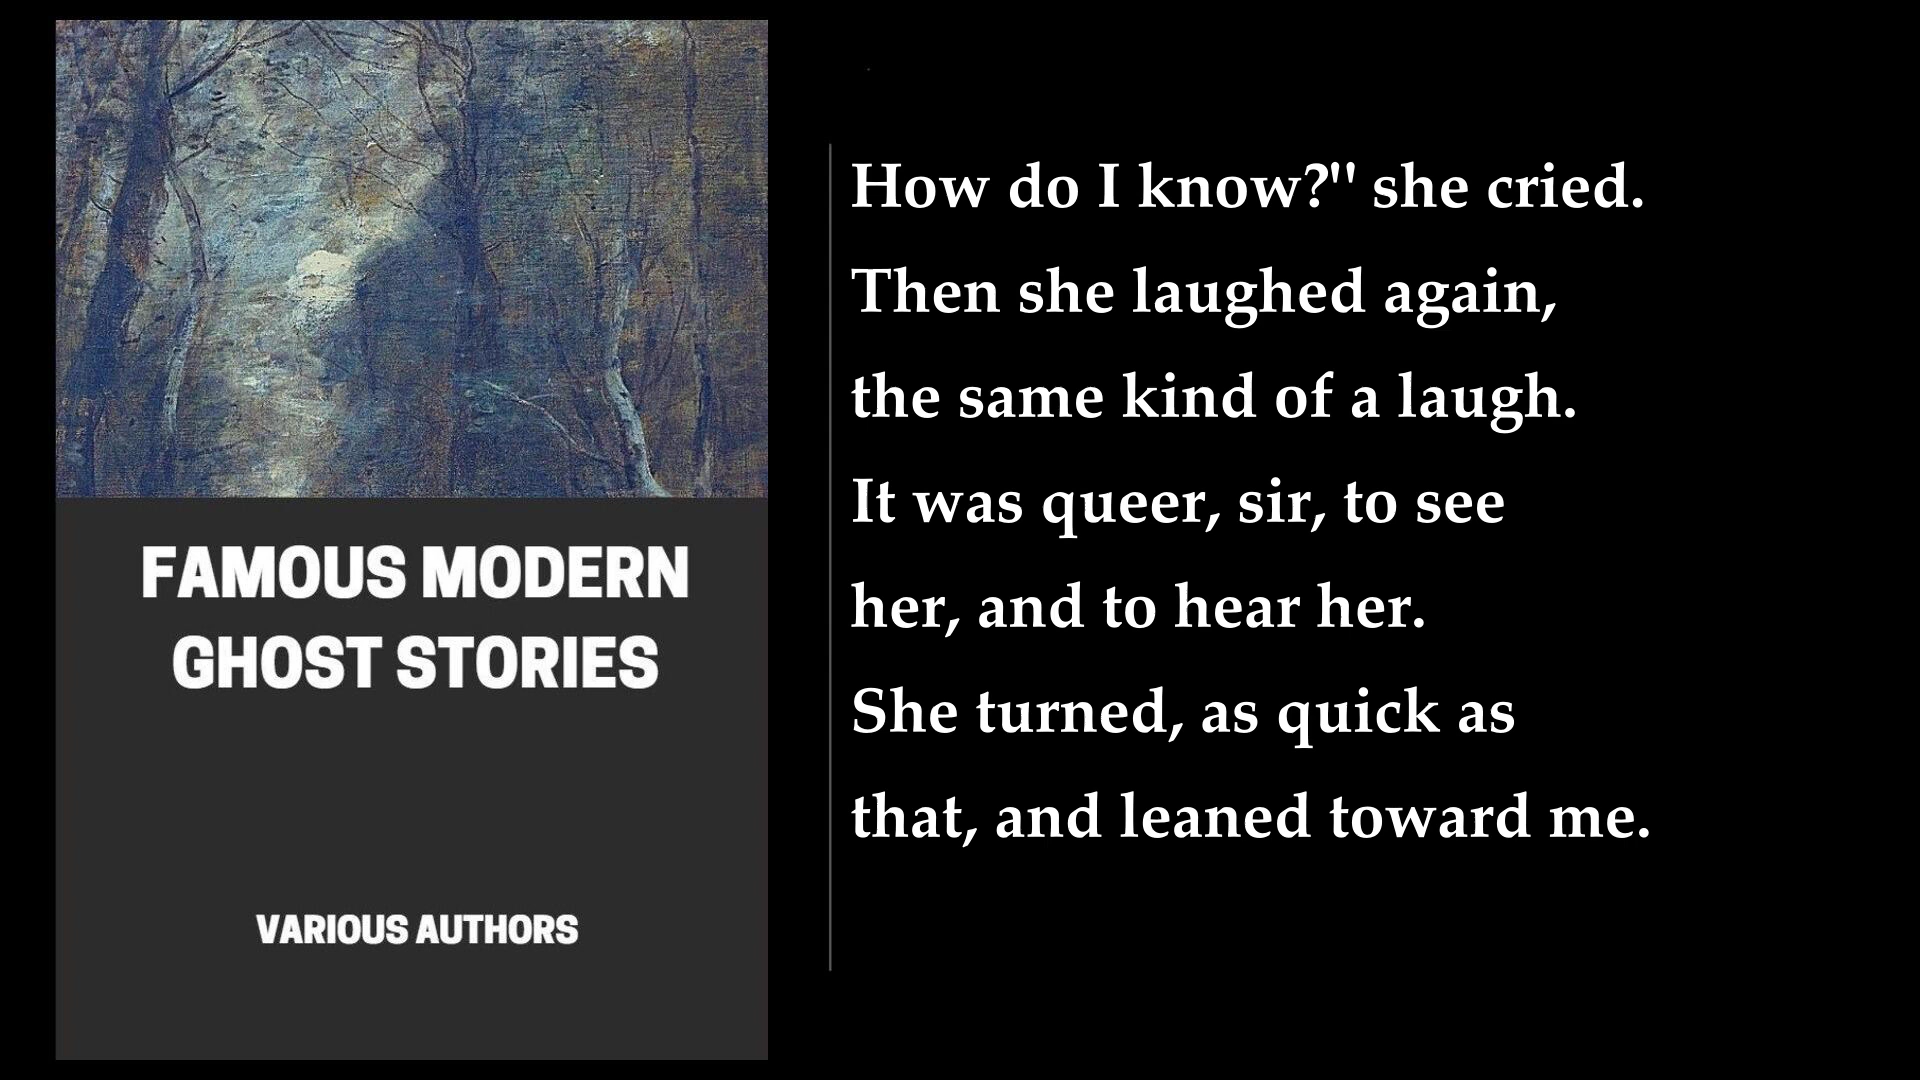 FAMOUS MODERN
GHOST STORIES
VARIOUS AUTHORS
How do I know?" she cried.
Then she laughed again,
the same kind of a laugh.
It was queer, sir, to see
her, and to hear her.
She turned, as quick as
that, and leaned toward me.